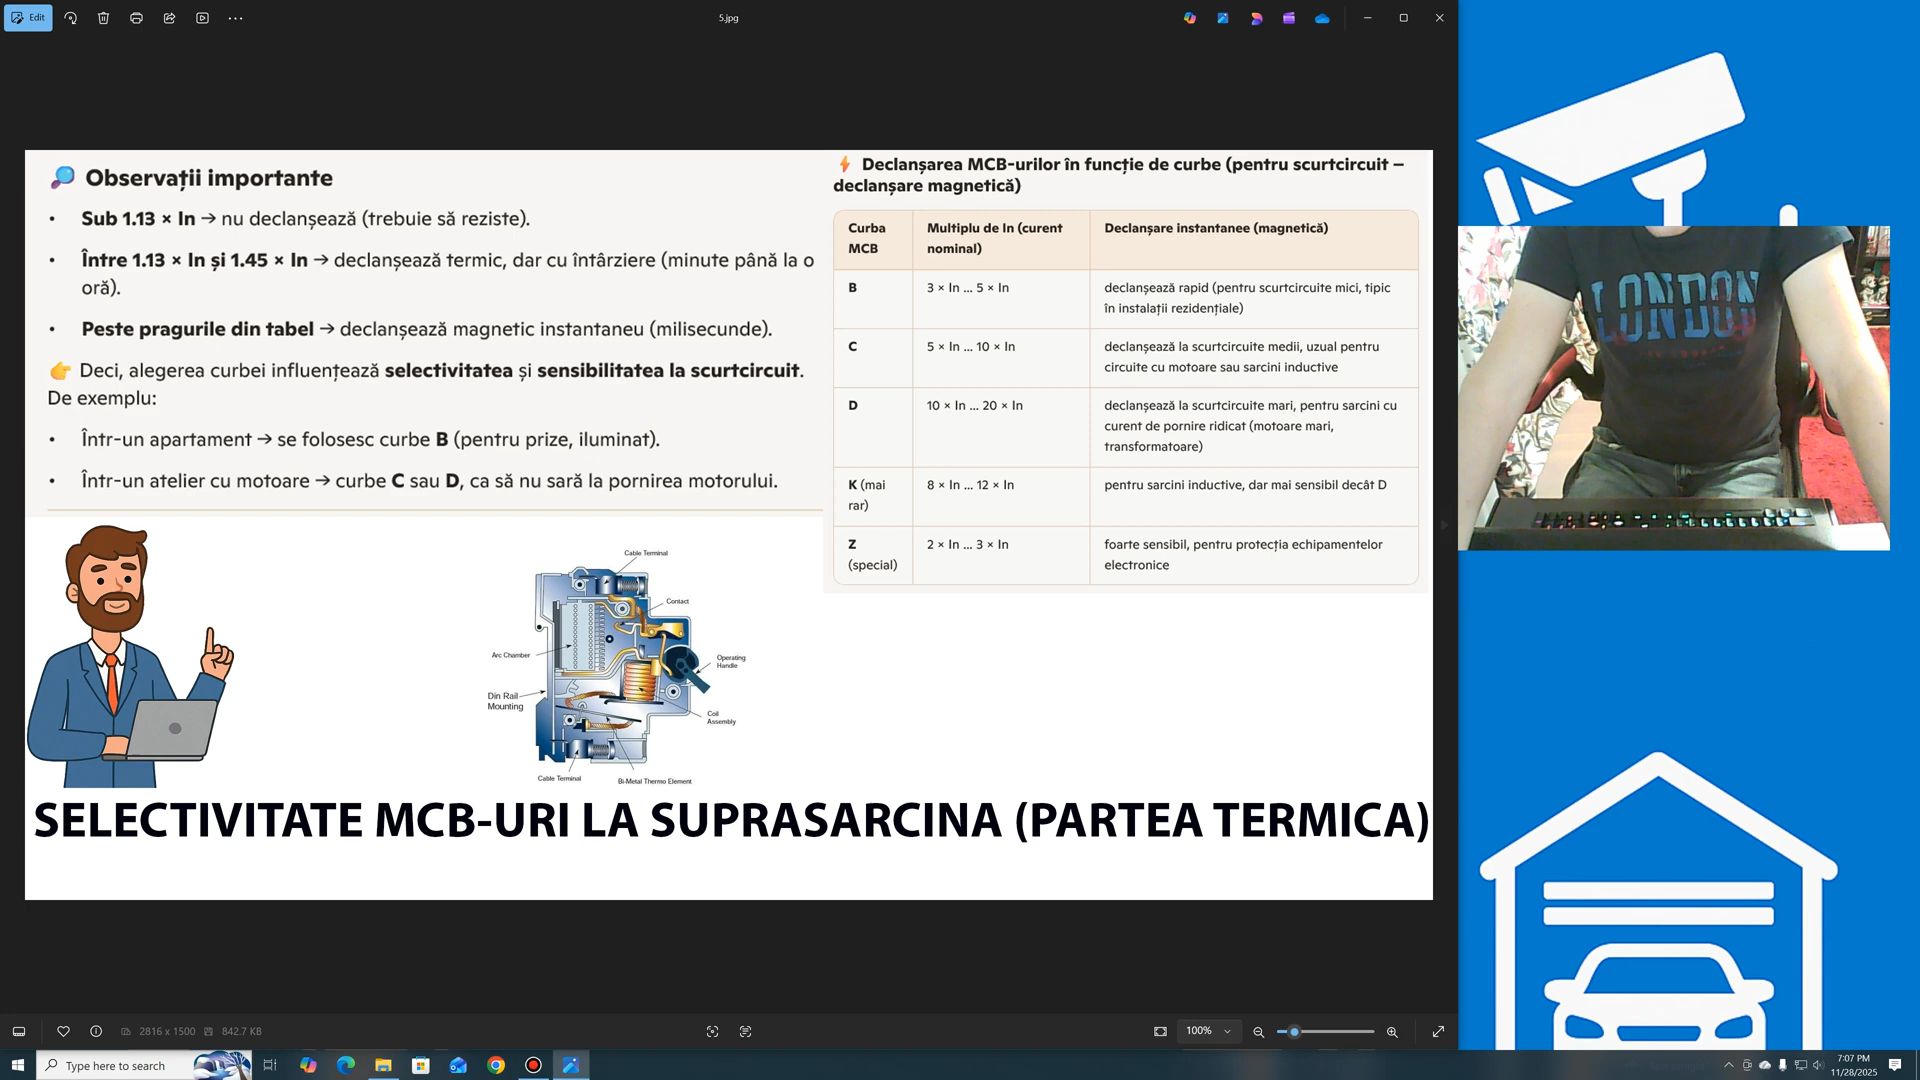 Edit
5.jpg
🔎 Observații importante
• Sub 1.13 × In → nu declanșează (trebuie să reziste).
• Între 1.13 × In și 1.45 × In → declanșează termic, dar cu întârziere (minute până la o
oră).
• Peste pragurile din tabel → declanșează magnetic instantaneu (milisecunde).
👉 Deci, alegerea curbei influențează selectivitatea și sensibilitatea la scurtcircuit.
De exemplu:
• Într-un apartament → se folosesc curbe B (pentru prize, iluminat).
• Într-un atelier cu motoare → curbe C sau D, ca să nu sară la pornirea motorului.
⚡ Declanșarea MCB-urilor în funcție de curbe (pentru scurtcircuit –
declanșare magnetică)
Curba
MCB
Multiplu de In (curent
nominal)
Declanșare instantanee (magnetică)
B
3 × In ... 5 × In
declanșează rapid (pentru scurtcircuite mici, tipic
în instalații rezidențiale)
C
5 × In ... 10 × In
declanșează la scurtcircuite medii, uzual pentru
circuite cu motoare sau sarcini inductive
D
10 × In ... 20 × In
declanșează la scurtcircuite mari, pentru sarcini cu
curent de pornire ridicat (motoare mari,
transformatoare)
K (mai
rar)
8 × In ... 12 × In
pentru sarcini inductive, dar mai sensibil decât D
Z
(special)
2 × In ... 3 × In
foarte sensibil, pentru protecția echipamentelor
electronice
Cable Terminal
Contact
Arc Chamber
Operating
Handle
Din Rail
Mounting
Coil
Assembly
Cable Terminal
Bi-Metal Thermo Element
SELECTIVITATE MCB-URI LA SUPRASARCINA (PARTEA TERMICA)
LONDON
2816 x 1500
842.7 KB
100%
Type here to search
7:07 PM
11/28/2025